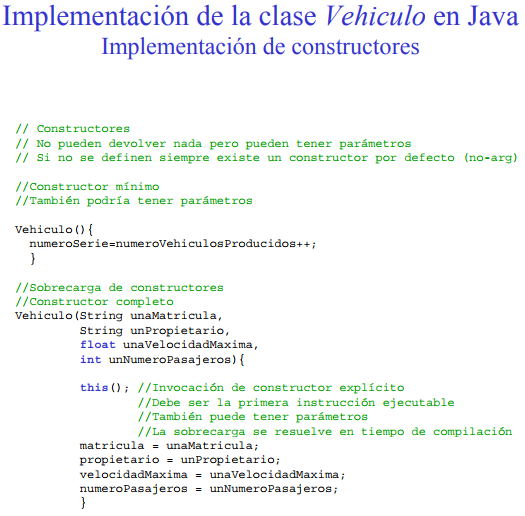 Implementación de la clase Vehiculo en Java
Implementación de constructores
// Constructores
// No pueden devolver nada pero pueden tener parámetros
// Si no se definen siempre existe un constructor por defecto (no-arg)
//Constructor mínimo
//También podría tener parámetros
Vehiculo(){
numeroSerie=numeroVehiculosProducidos++;
}
//Sobrecarga de constructores
//Constructor completo
Vehiculo(String unaMatricula,
String unPropietario,
float unaVelocidadMaxima,
int unNumeroPasajeros){
this(); //Invocación de constructor explícito
//Debe ser la primera instrucción ejecutable
//También puede tener parámetros
//La sobrecarga se resuelve en tiempo de compilación
matricula = unaMatricula;
propietario = unPropietario;
velocidadMaxima = unaVelocidadMaxima;
numeroPasajeros = unNumeroPasajeros;
}